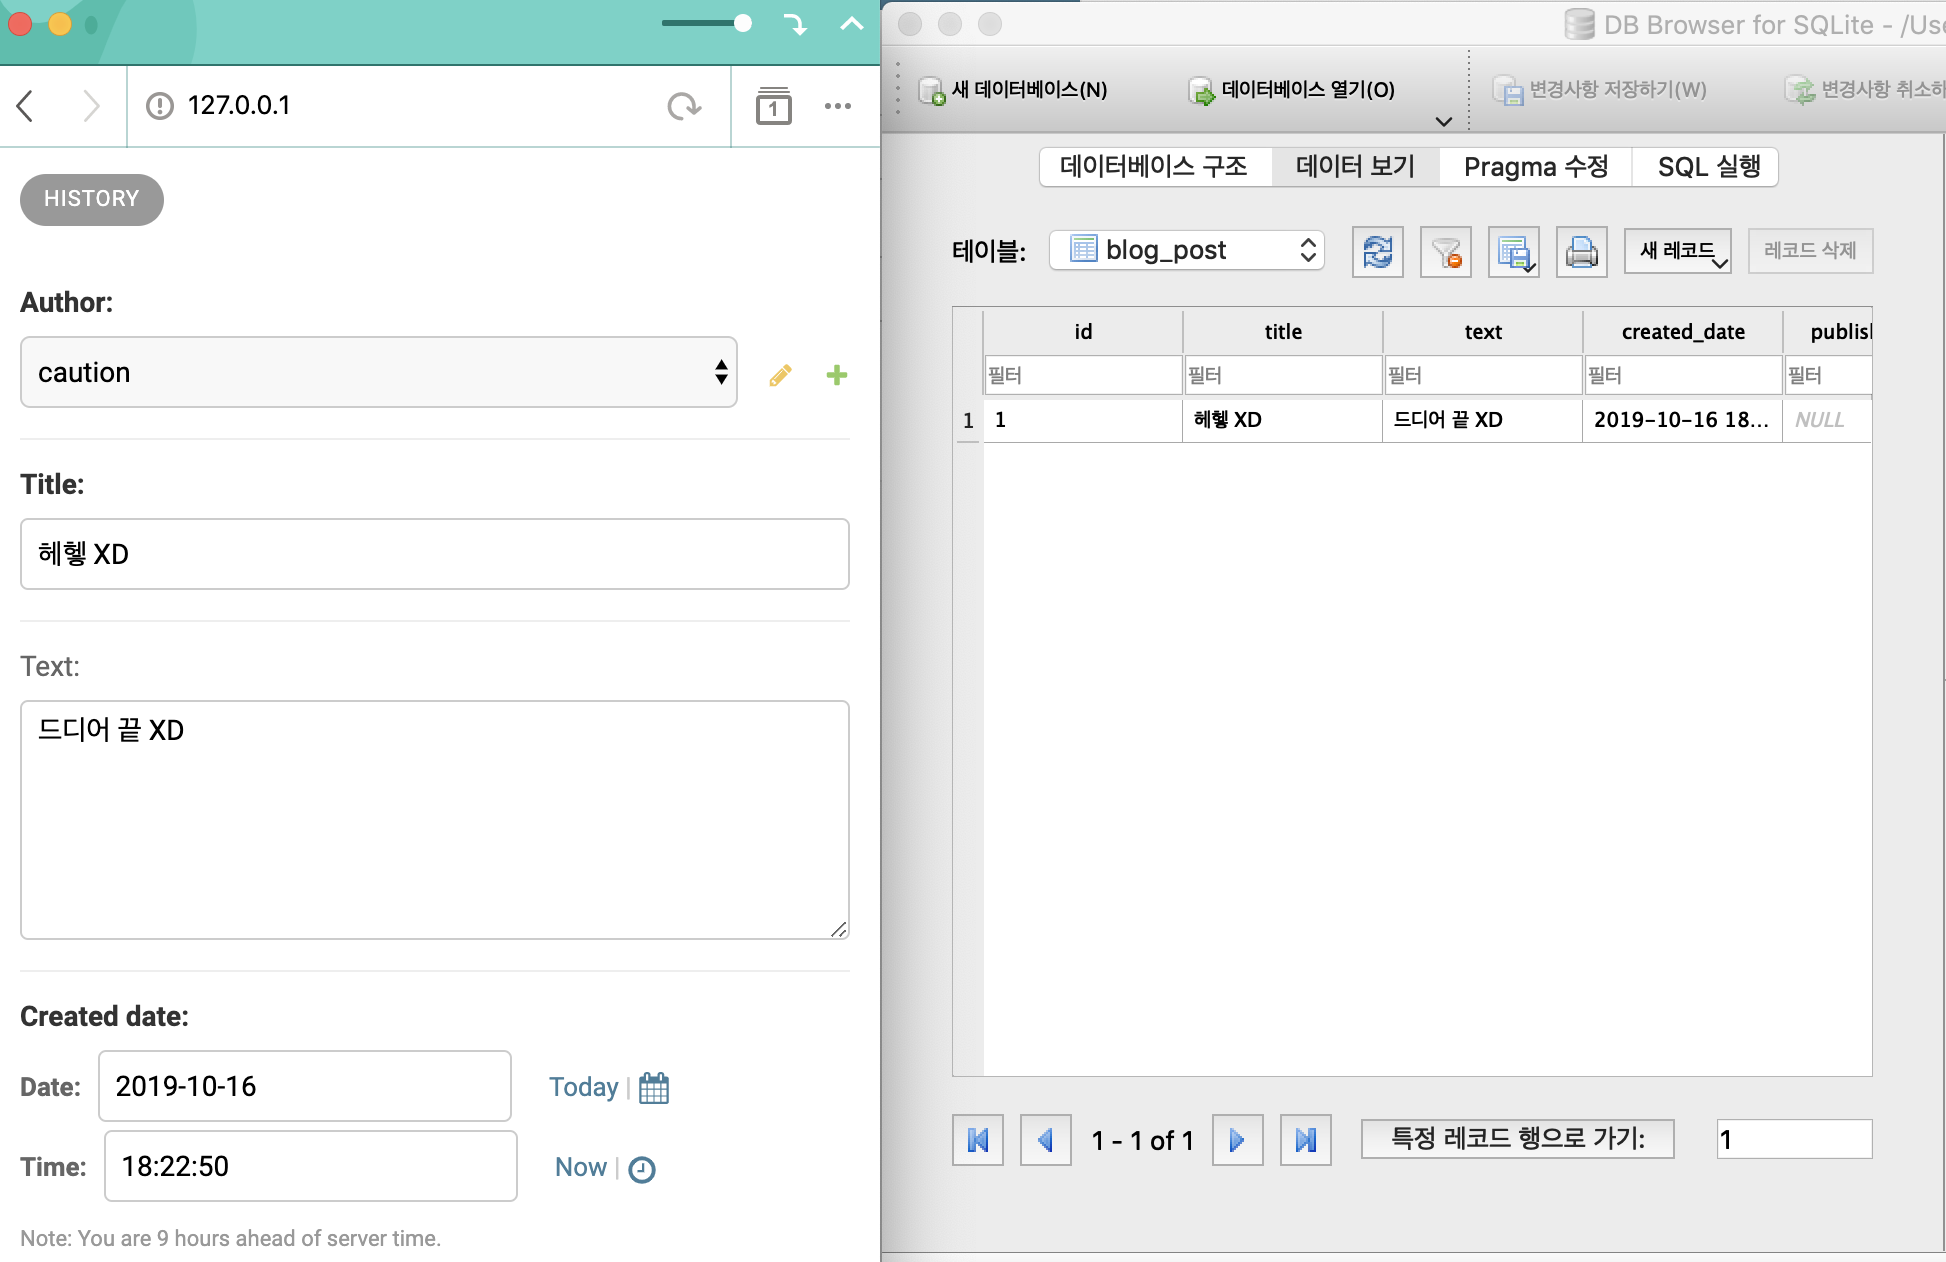 127.0.0.1
1
HISTORY
Author:
caution
Title:
헤헿 XD
Text:
드디어 끝 XD
Created date:
Date: 2019-10-16 Today |
Time: 18:22:50 Now |
Note: You are 9 hours ahead of server time.
DB Browser for SQLite - /Use
새 데이터베이스(N) 데이터베이스 열기(O) 변경사항 저장하기(W) 변경사항 취소하
데이터베이스 구조 데이터 보기 Pragma 수정 SQL 실행
테이블: blog_post 새 레코드 레코드 삭제
id title text created_date publish
필터 필터 필터 필터 필터
1 1 헤헿 XD 드디어 끝 XD 2019-10-16 18... NULL
1 - 1 of 1 특정 레코드 행으로 가기: 1